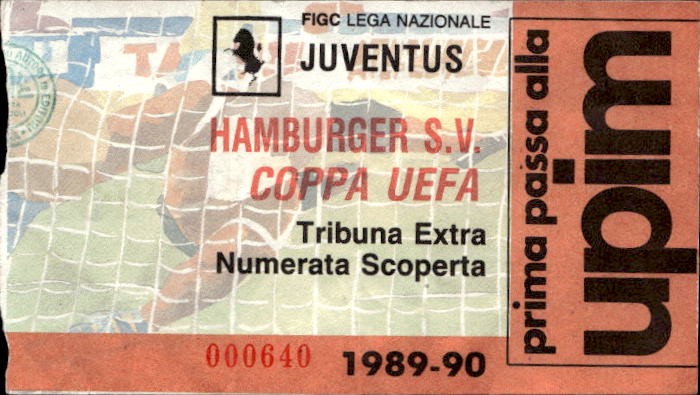 FIGC LEGA NAZIONALE
JUVENTUS
HAMBURGER S.V.
COPPA UEFA
Tribuna Extra
Numerata Scoperta
000640
1989-90
prima passa alla
upim